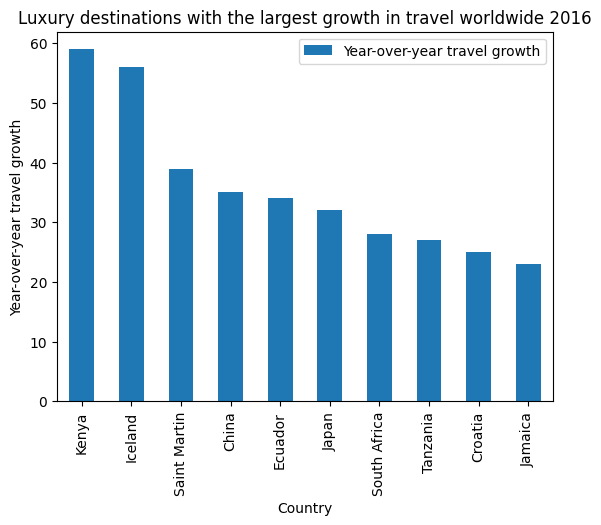 Luxury destinations with the largest growth in travel worldwide 2016
Year-over-year travel growth
Year-over-year travel growth
60
50
40
30
20
10
0
Kenya
Iceland
Saint Martin
China
Ecuador
Japan
South Africa
Tanzania
Croatia
Jamaica
Country